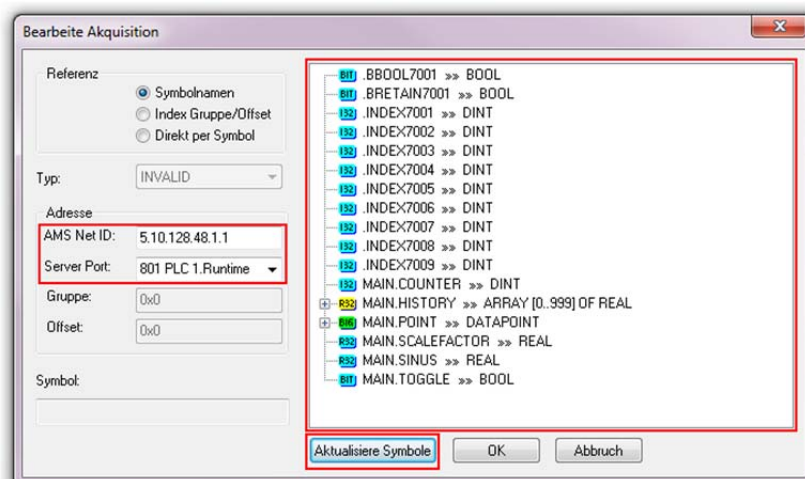 Bearbeite Akquisition
Referenz
Symbolnamen
Index Gruppe/Offset
Direkt per Symbol
Typ: INVALID
Adresse
AMS Net ID: 5.10.128.48.1.1
Server Port: 801 PLC 1.Runtime
Gruppe: 0x0
Offset: 0x0
Symbol:
BIT .BBOOL7001 »» BOOL
BIT .BRETAIN7001 »» BOOL
I32 .INDEX7001 »» DINT
I32 .INDEX7002 »» DINT
I32 .INDEX7003 »» DINT
I32 .INDEX7004 »» DINT
I32 .INDEX7005 »» DINT
I32 .INDEX7006 »» DINT
I32 .INDEX7007 »» DINT
I32 .INDEX7008 »» DINT
I32 .INDEX7009 »» DINT
I32 MAIN.COUNTER »» DINT
R32 MAIN.HISTORY »» ARRAY [0..999] OF REAL
BIG MAIN.POINT »» DATAPOINT
R32 MAIN.SCALEFACTOR »» REAL
R32 MAIN.SINUS »» REAL
BIT MAIN.TOGGLE »» BOOL
Aktualisiere Symbole OK Abbruch